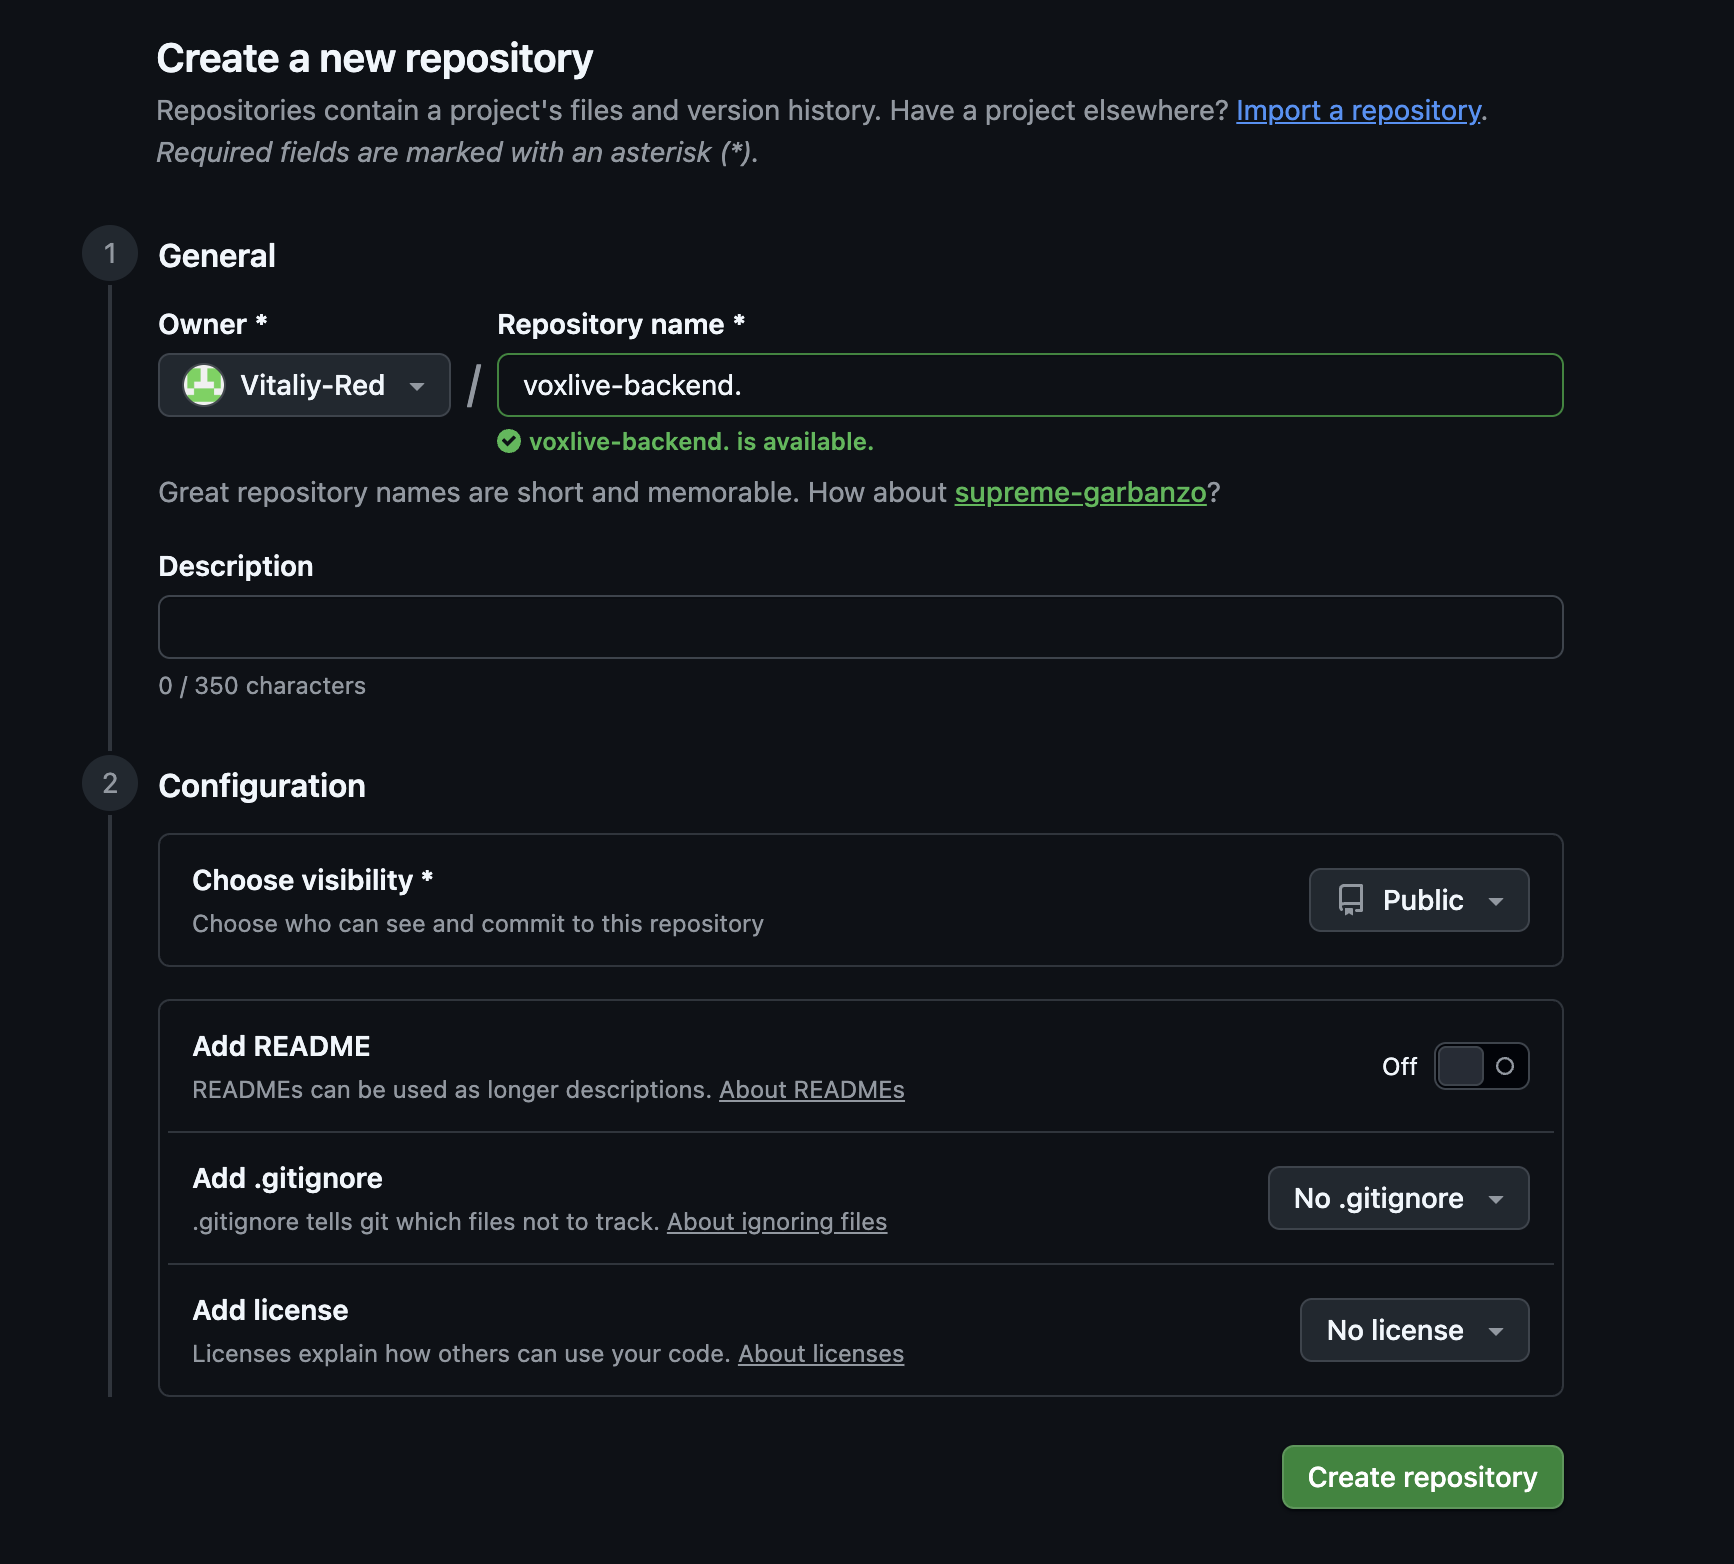 Create a new repository
Repositories contain a project's files and version history. Have a project elsewhere? Import a repository.
Required fields are marked with an asterisk (*).
1
General
Owner *
Repository name *
Vitaliy-Red
/
voxlive-backend.
voxlive-backend. is available.
Great repository names are short and memorable. How about supreme-garbanzo?
Description
0 / 350 characters
2
Configuration
Choose visibility *
Choose who can see and commit to this repository
Public
Add README
READMEs can be used as longer descriptions. About READMEs
Off
Add .gitignore
.gitignore tells git which files not to track. About ignoring files
No .gitignore
Add license
Licenses explain how others can use your code. About licenses
No license
Create repository